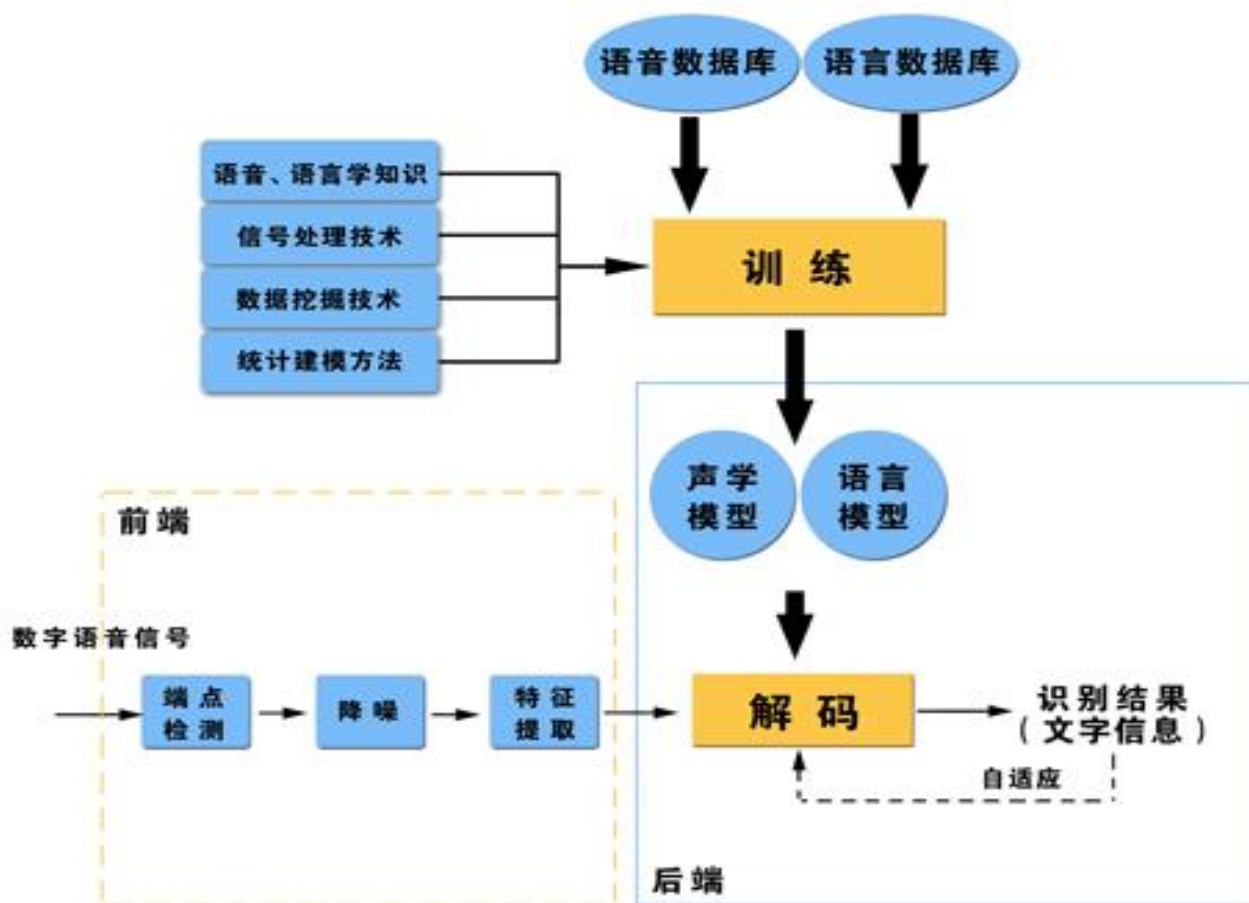 语音数据库
语言数据库
语音、语言学知识
信号处理技术
数据挖掘技术
统计建模方法
训练
声学
模型
语言
模型
前端
数字语音信号
端点
检测
降噪
特征
提取
解码
识别结果
(文字信息)
自适应
后端